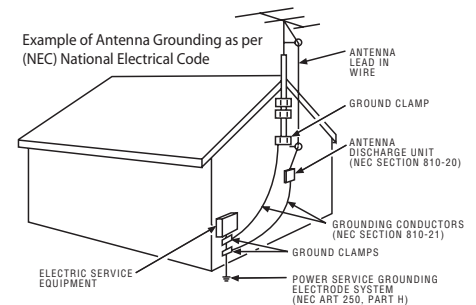 Example of Antenna Grounding as per
(NEC) National Electrical Code
ANTENNA
LEAD IN
WIRE
GROUND CLAMP
ANTENNA
DISCHARGE UNIT
(NEC SECTION 810-20)
GROUNDING CONDUCTORS
(NEC SECTION 810-21)
GROUND CLAMPS
ELECTRIC SERVICE
EQUIPMENT
POWER SERVICE GROUNDING
ELECTRODE SYSTEM
(NEC ART 250, PART H)